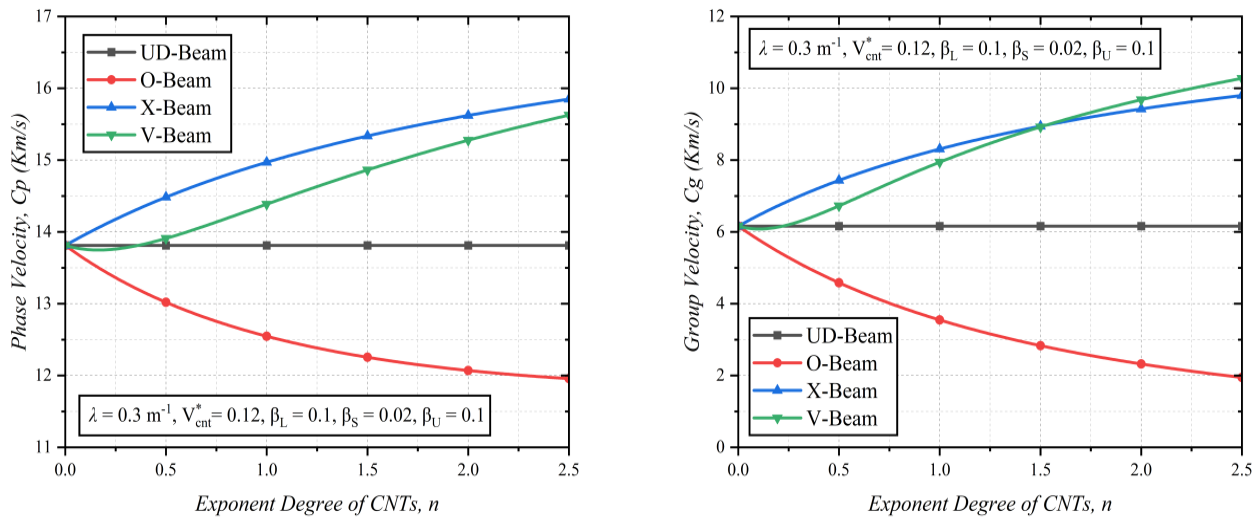 17
16
15
14
13
12
11
Phase Velocity, Cp (Km/s)
UD-Beam
O-Beam
X-Beam
V-Beam
λ = 0.3 m⁻¹, V*cnt = 0.12, βL = 0.1, βS = 0.02, βU = 0.1
0.0 0.5 1.0 1.5 2.0 2.5
Exponent Degree of CNTs, n
12
10
8
6
4
2
0
Group Velocity, Cg (Km/s)
λ = 0.3 m⁻¹, V*cnt = 0.12, βL = 0.1, βS = 0.02, βU = 0.1
UD-Beam
O-Beam
X-Beam
V-Beam
0.0 0.5 1.0 1.5 2.0 2.5
Exponent Degree of CNTs, n